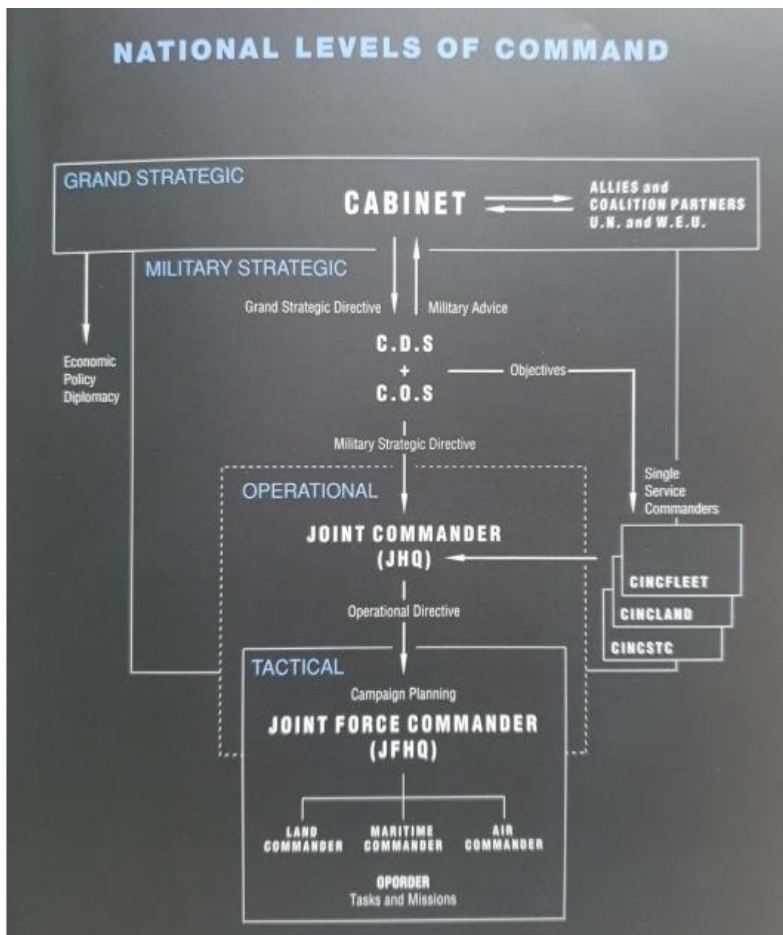 NATIONAL LEVELS OF COMMAND
GRAND STRATEGIC
CABINET
ALLIES and
COALITION PARTNERS
U.N. and W.E.U.
MILITARY STRATEGIC
Grand Strategic Directive
Military Advice
Economic
Policy
Diplomacy
C.D.S
+
C.O.S
Objectives
Military Strategic Directive
Single
Service
Commanders
OPERATIONAL
JOINT COMMANDER
(JHQ)
CINCFLEET
CINCLAND
CINCSTC
Operational Directive
TACTICAL
Campaign Planning
JOINT FORCE COMMANDER
(JFHQ)
LAND
COMMANDER
MARITIME
COMMANDER
AIR
COMMANDER
OPORDER
Tasks and Missions